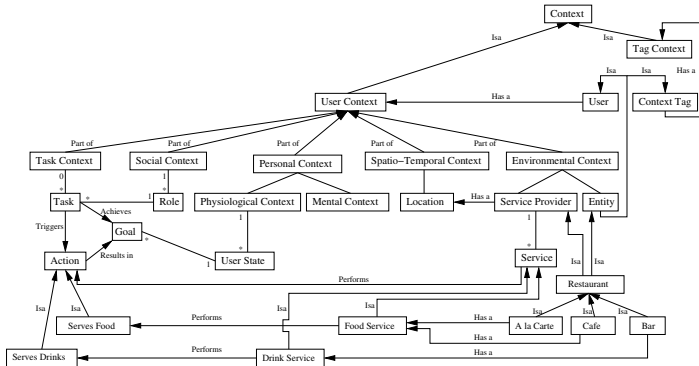 Context
Isa
Isa
Tag Context
Isa
Isa
Has a
User Context
Has a
User
Context Tag
Part of
Part of
Part of
Part of
Part of
Task Context
Social Context
Personal Context
Spatio-Temporal Context
Environmental Context
0
1
*
*
Task
*
1
Role
Physiological Context
Mental Context
Location
Has a
Service Provider
Entity
Achieves
1
1
Triggers
Goal
*
Results in
*
1
*
Action
User State
Service
Isa
Isa
Performs
Restaurant
Isa
Isa
Isa
Isa
Isa
Isa
Isa
Serves Food
Performs
Food Service
Has a
A la Carte
Cafe
Bar
Has a
Serves Drinks
Performs
Drink Service
Has a